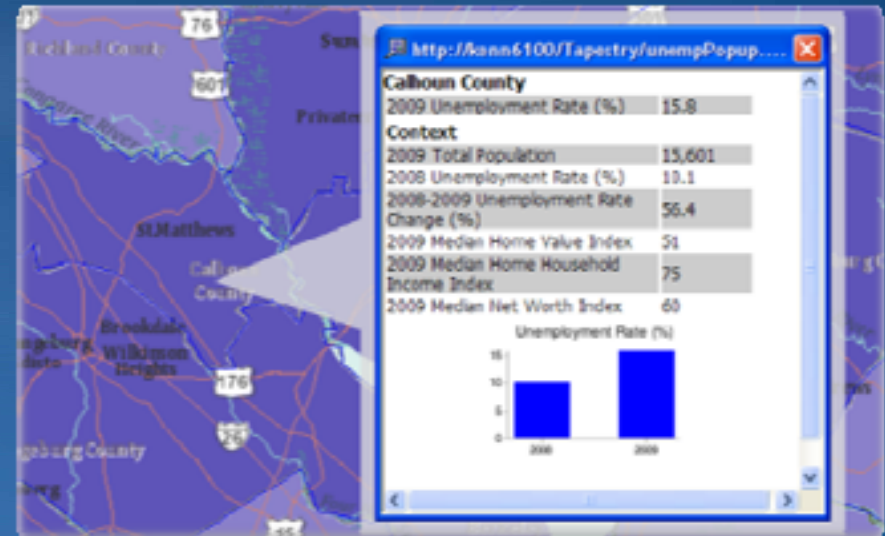 76
Richland County
601
Congaree River
http://konn6100/Tapestry/unempPopup....
Calhoun County
2009 Unemployment Rate (%) 15.8
Context
2009 Total Population 15,601
2008 Unemployment Rate (%) 10.1
2008-2009 Unemployment Rate
Change (%) 56.4
2009 Median Home Value Index 51
2009 Median Home Household
Income Index 75
2009 Median Net Worth Index 60
Unemployment Rate (%)
15
10
5
0
2008 2009
St.Matthews
Calhoun
County
Brookdale
Wilkinson
Heights
176
26
County